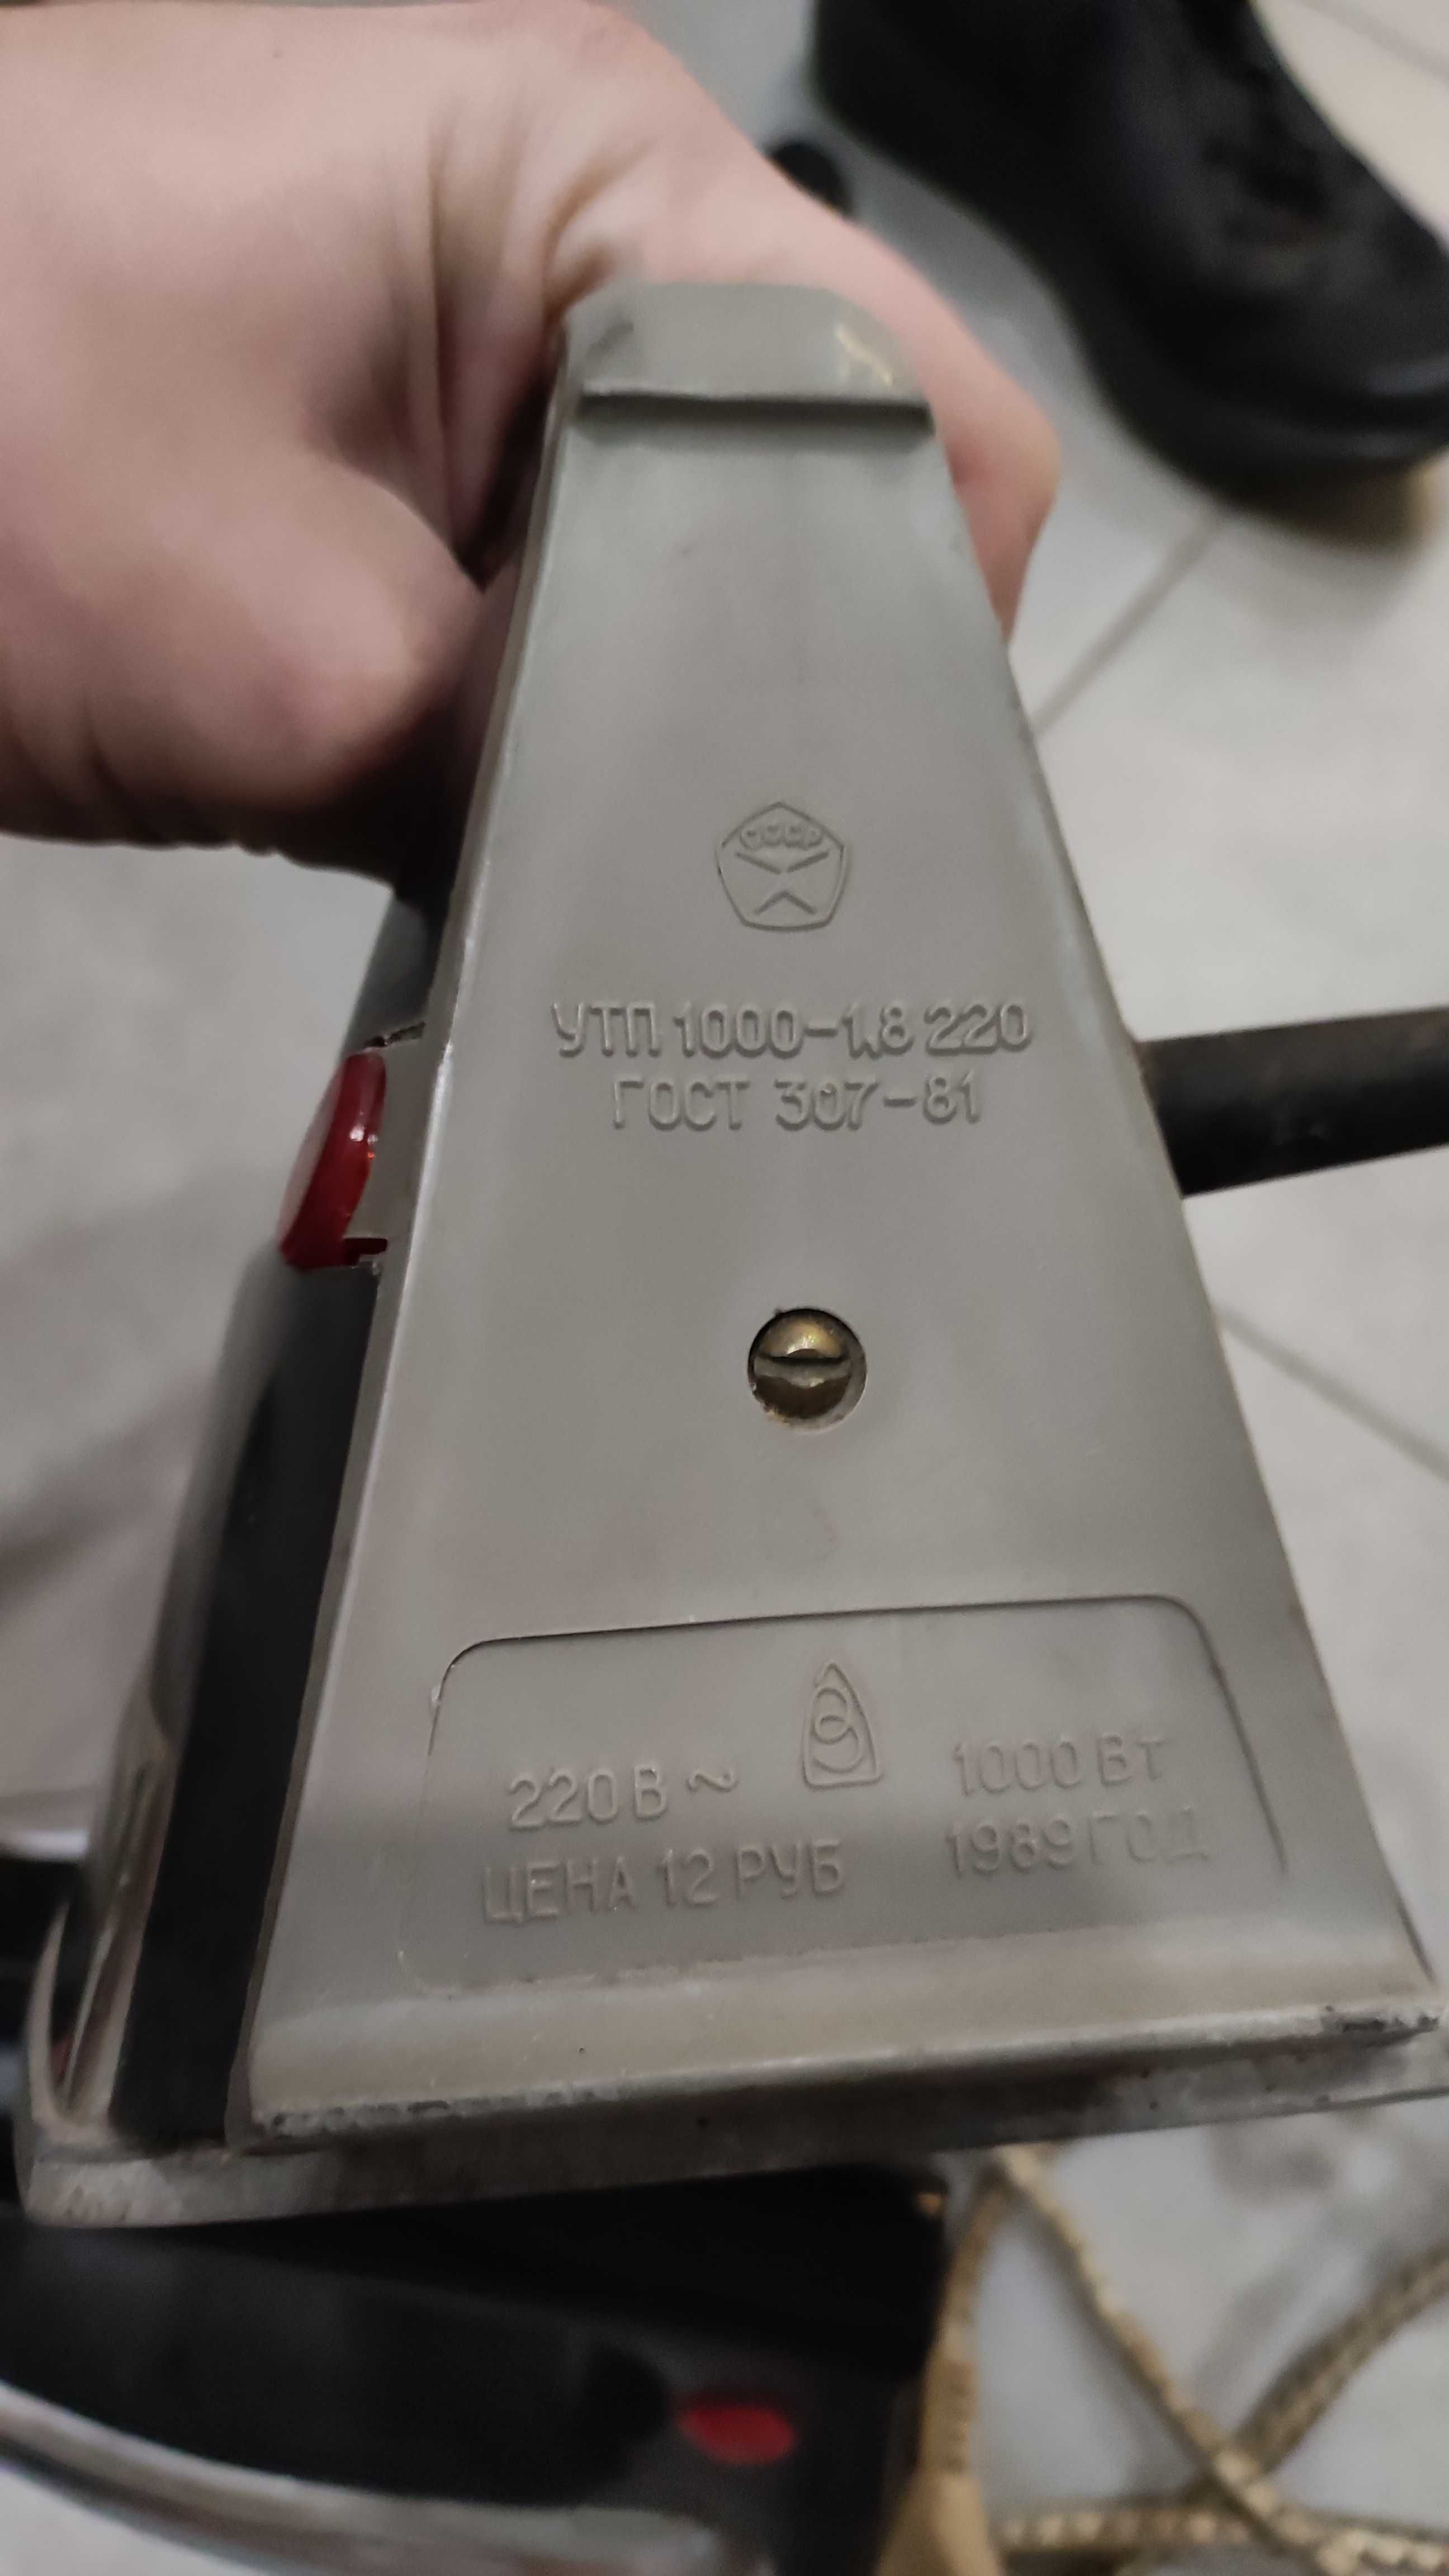 СССР
УТП 1000-1,8 220
ГОСТ 307-81
220 В ~ 1000 Вт
ЦЕНА 12 РУБ 1989 ГОД